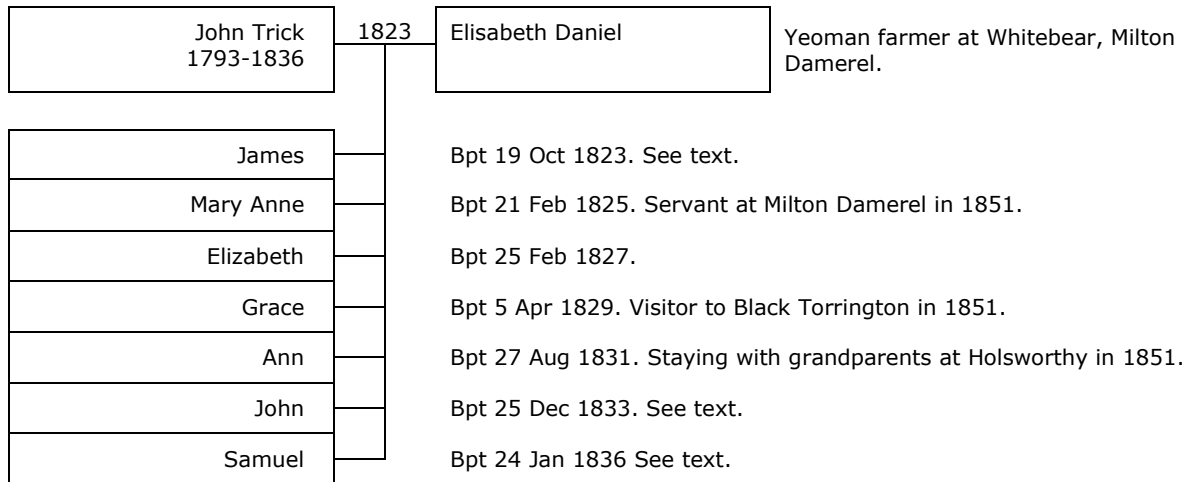 John Trick
1793-1836
1823
Elisabeth Daniel
Yeoman farmer at Whitebear, Milton
Damerel.
James
Bpt 19 Oct 1823. See text.
Mary Anne
Bpt 21 Feb 1825. Servant at Milton Damerel in 1851.
Elizabeth
Bpt 25 Feb 1827.
Grace
Bpt 5 Apr 1829. Visitor to Black Torrington in 1851.
Ann
Bpt 27 Aug 1831. Staying with grandparents at Holsworthy in 1851.
John
Bpt 25 Dec 1833. See text.
Samuel
Bpt 24 Jan 1836 See text.